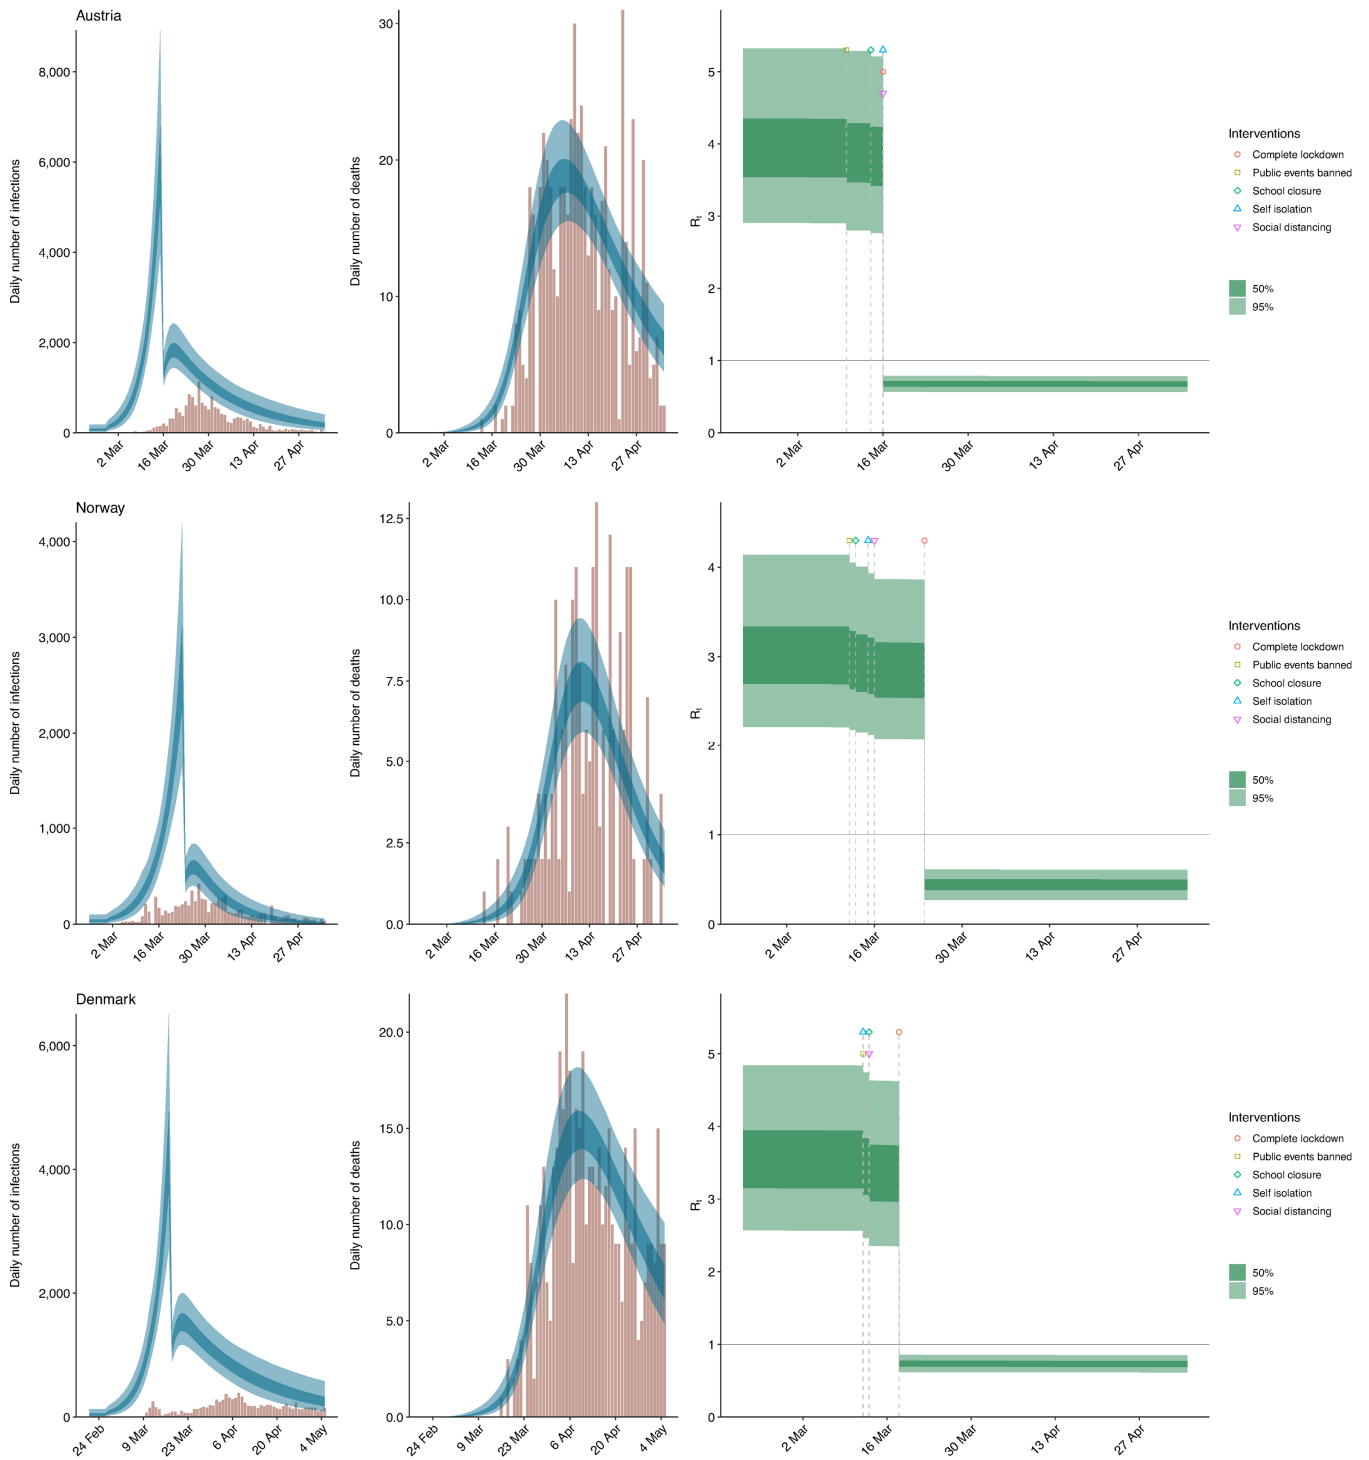 Austria
Daily number of infections
8,000
6,000
4,000
2,000
0
2 Mar
16 Mar
30 Mar
13 Apr
27 Apr
Daily number of deaths
30
20
10
0
2 Mar
16 Mar
30 Mar
13 Apr
27 Apr
Rt
5
4
3
2
1
0
2 Mar
16 Mar
30 Mar
13 Apr
27 Apr
Interventions
Complete lockdown
Public events banned
School closure
Self isolation
Social distancing
50%
95%
Norway
Daily number of infections
4,000
3,000
2,000
1,000
0
2 Mar
16 Mar
30 Mar
13 Apr
27 Apr
Daily number of deaths
12.5
10.0
7.5
5.0
2.5
0.0
2 Mar
16 Mar
30 Mar
13 Apr
27 Apr
Rt
4
3
2
1
0
2 Mar
16 Mar
30 Mar
13 Apr
27 Apr
Interventions
Complete lockdown
Public events banned
School closure
Self isolation
Social distancing
50%
95%
Denmark
Daily number of infections
6,000
4,000
2,000
0
24 Feb
9 Mar
23 Mar
6 Apr
20 Apr
4 May
Daily number of deaths
20.0
15.0
10.0
5.0
0.0
24 Feb
9 Mar
23 Mar
6 Apr
20 Apr
4 May
Rt
5
4
3
2
1
0
2 Mar
16 Mar
30 Mar
13 Apr
27 Apr
Interventions
Complete lockdown
Public events banned
School closure
Self isolation
Social distancing
50%
95%